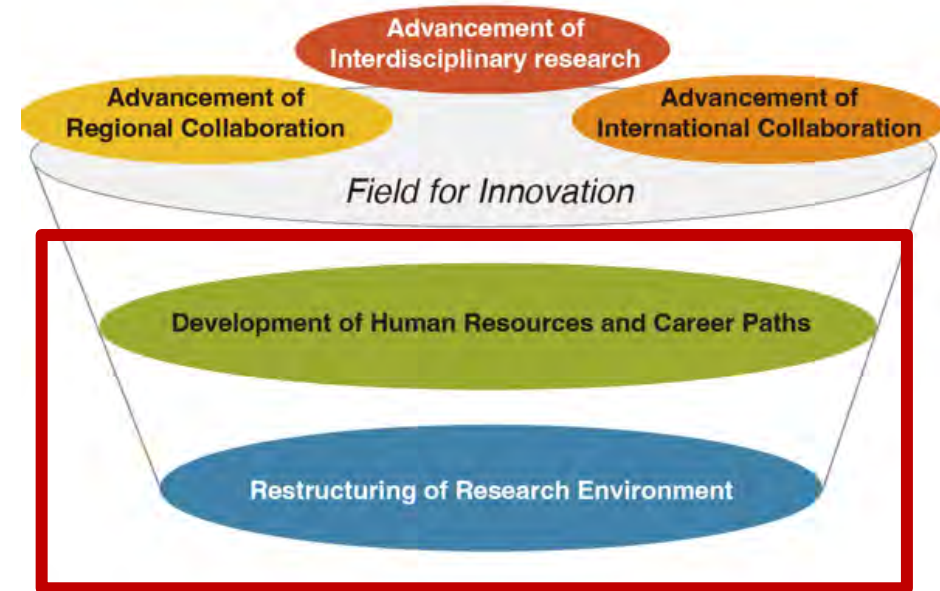 Advancement of
Interdisciplinary research
Advancement of
Regional Collaboration
Advancement of
International Collaboration
Field for Innovation
Development of Human Resources and Career Paths
Restructuring of Research Environment